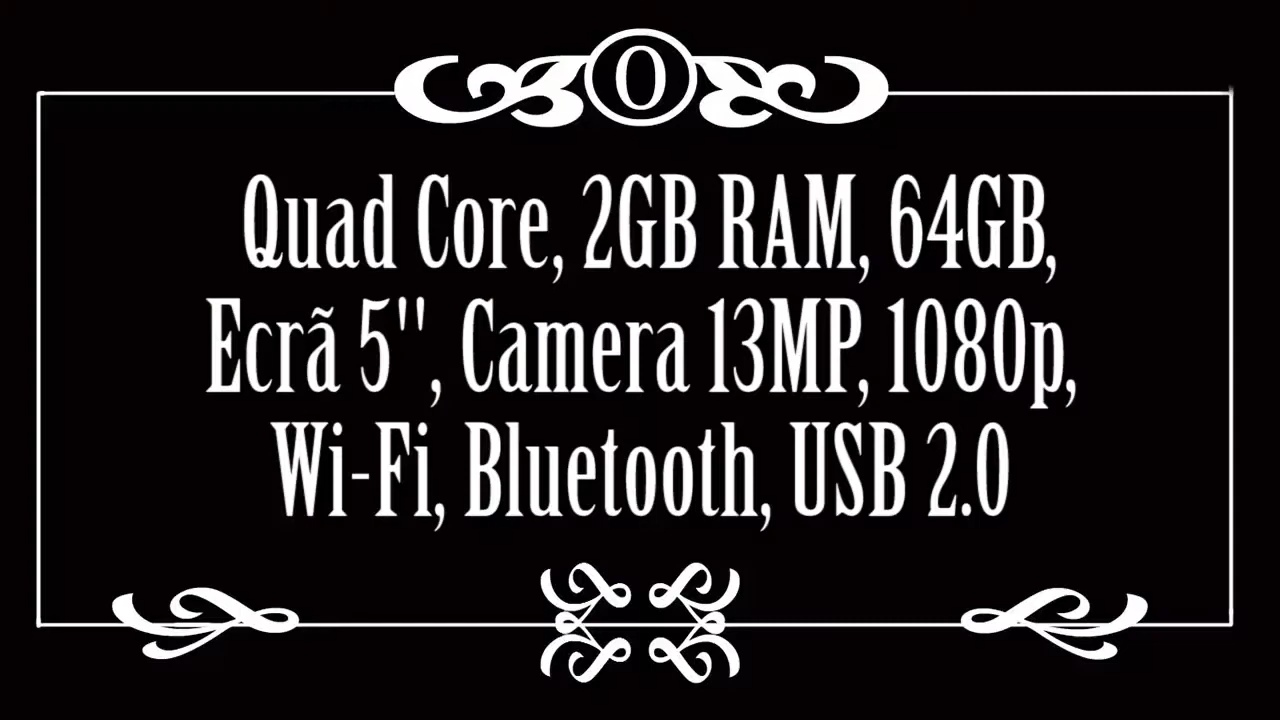 O
Quad Core, 2GB RAM, 64GB,
Ecrã 5'', Camera 13MP, 1080p,
Wi-Fi, Bluetooth, USB 2.0